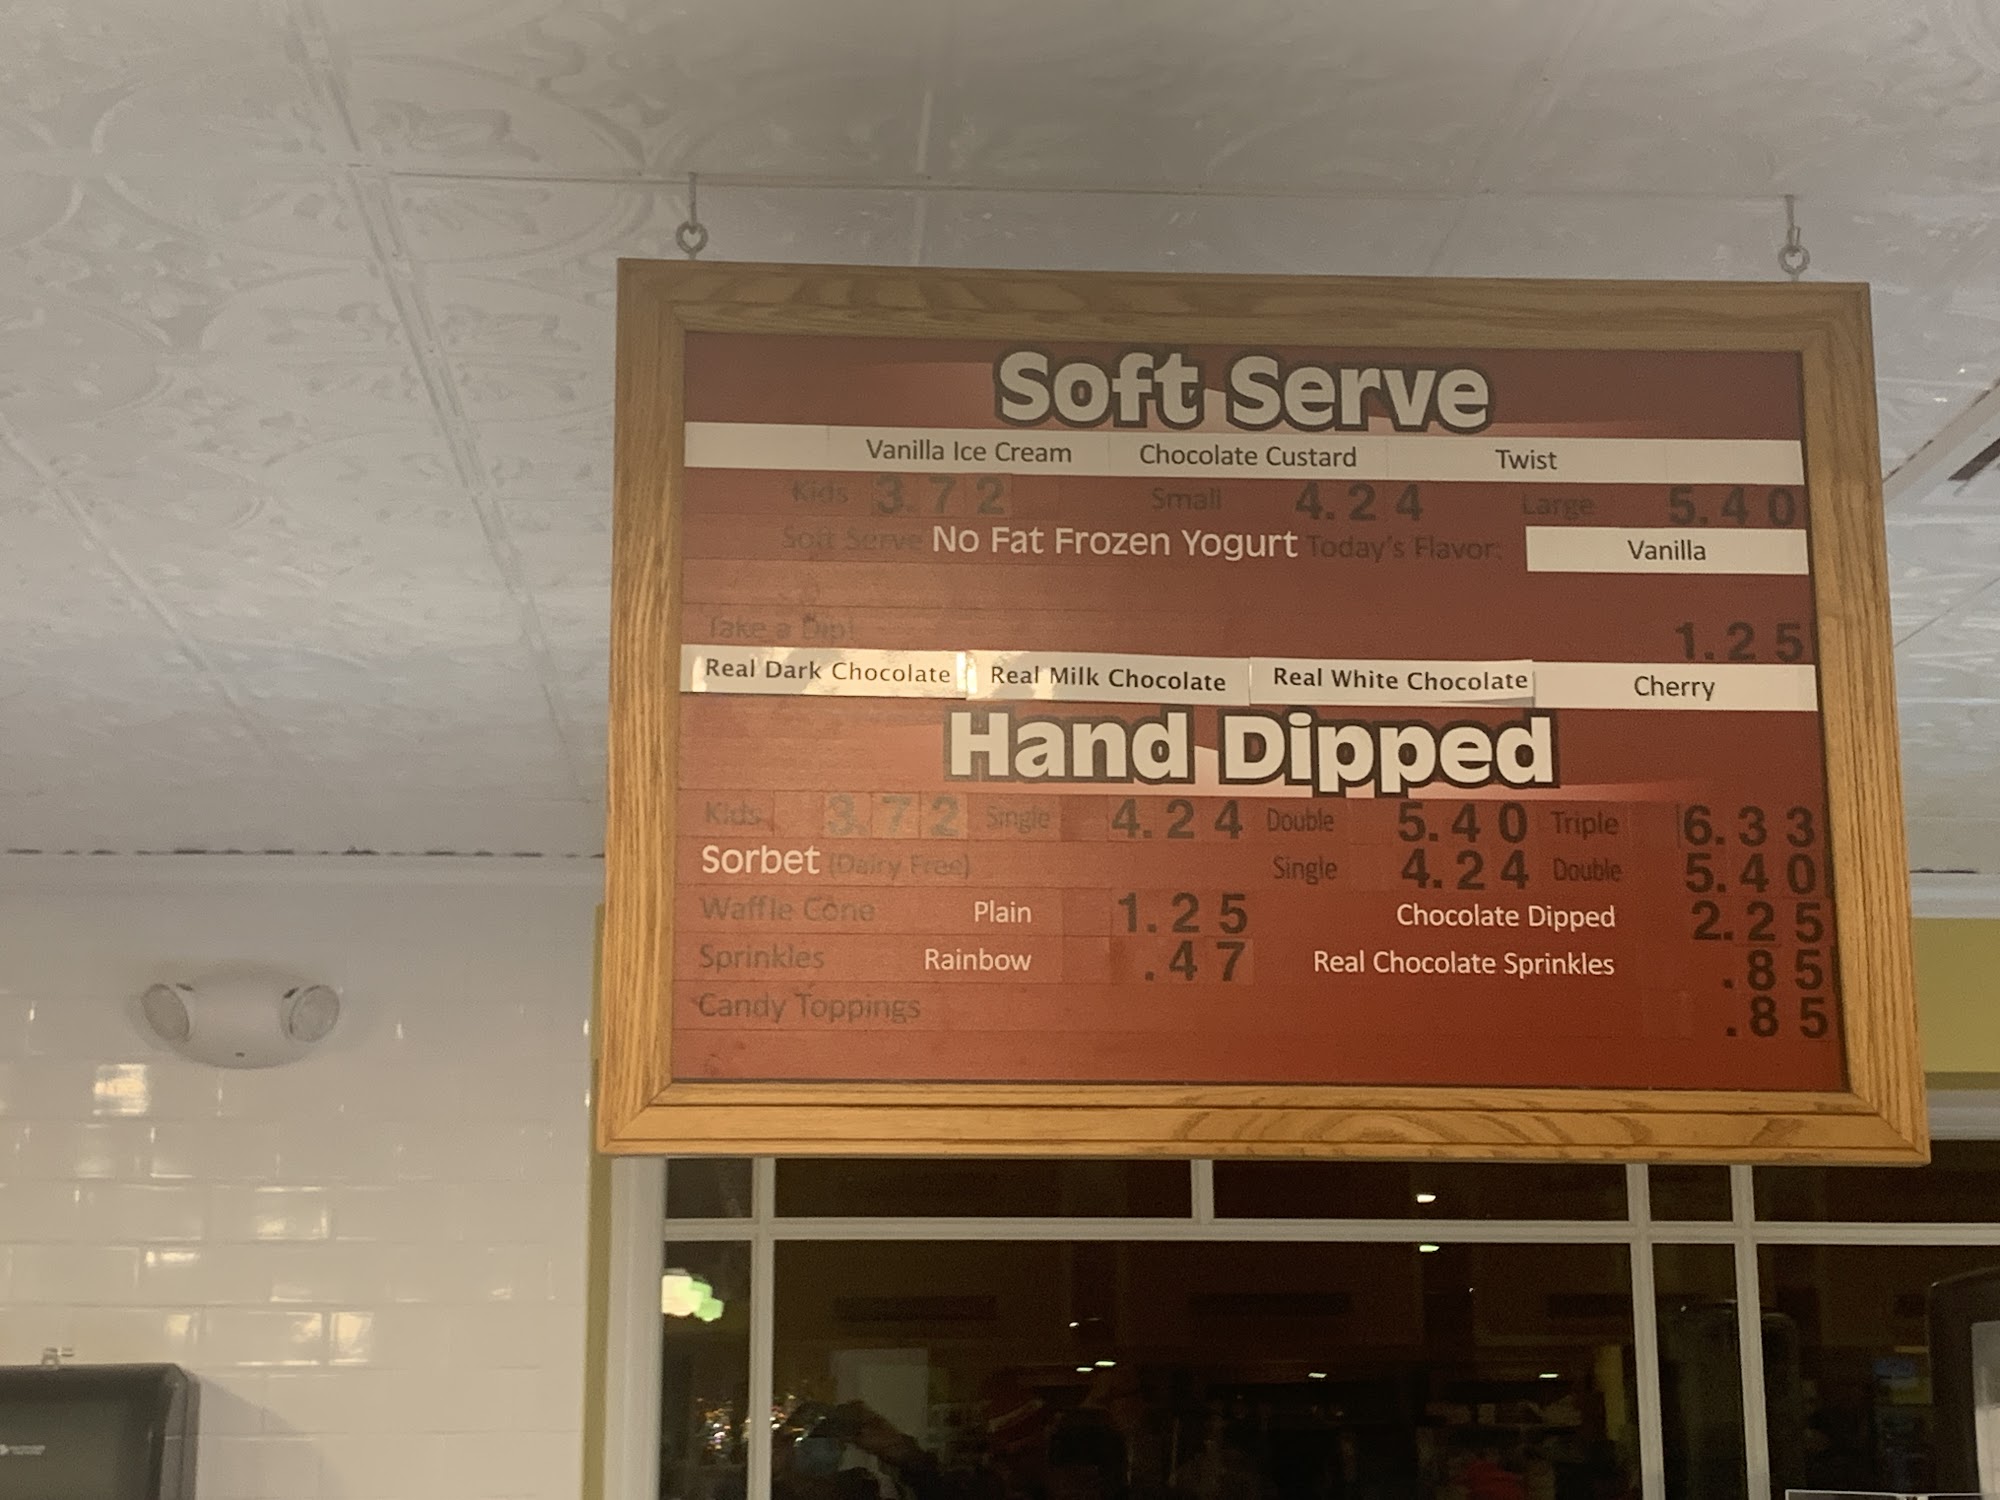 Soft Serve
Vanilla Ice Cream Chocolate Custard Twist
Kids 3.72 Small 4.24 Large 5.40
Soft Serve No Fat Frozen Yogurt Today's Flavor: Vanilla
Take a Dip! 1.25
Real Dark Chocolate Real Milk Chocolate Real White Chocolate Cherry
Hand Dipped
Kids 3.72 Single 4.24 Double 5.40 Triple 6.33
Sorbet (Dairy Free) Single 4.24 Double 5.40
Waffle Cone Plain 1.25 Chocolate Dipped 2.25
Sprinkles Rainbow .47 Real Chocolate Sprinkles .85
Candy Toppings .85